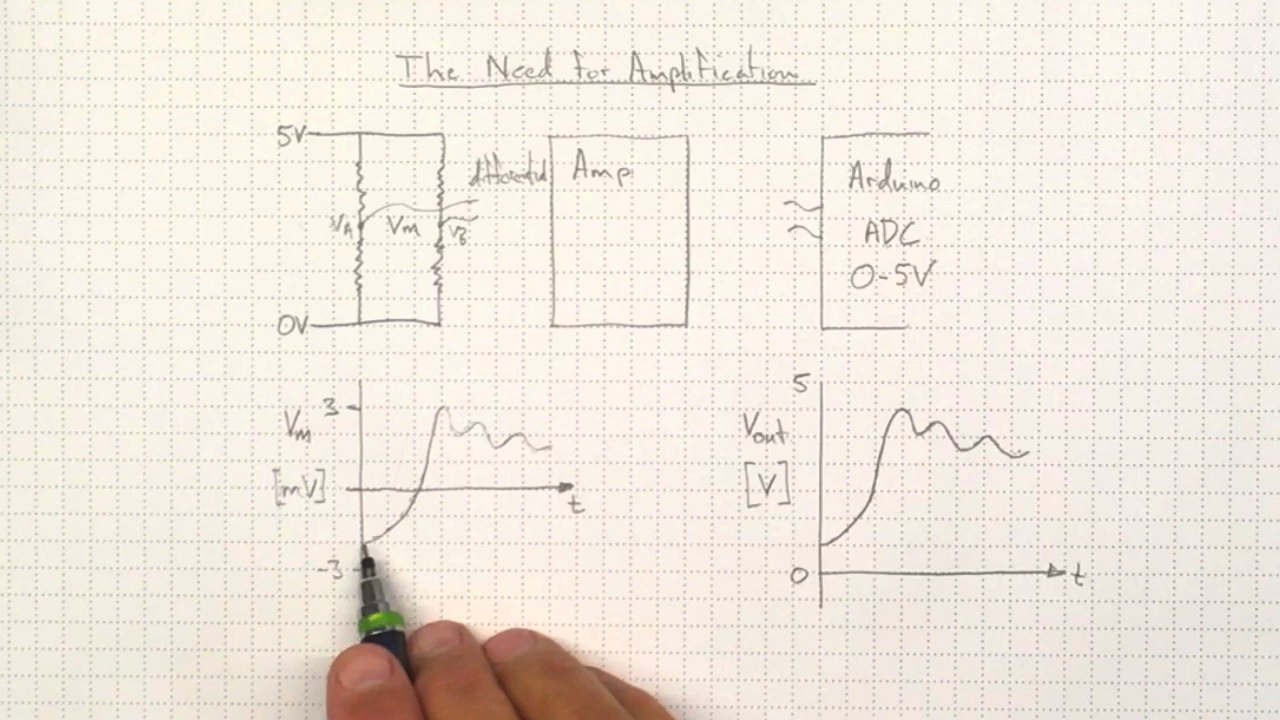 The Need for Amplification
5V
differential
Amp.
Arduino
VA
Vm
VB
ADC
0-5V
0V
Vm
3
[mV]
t
-3
5
Vout
[V]
0
t